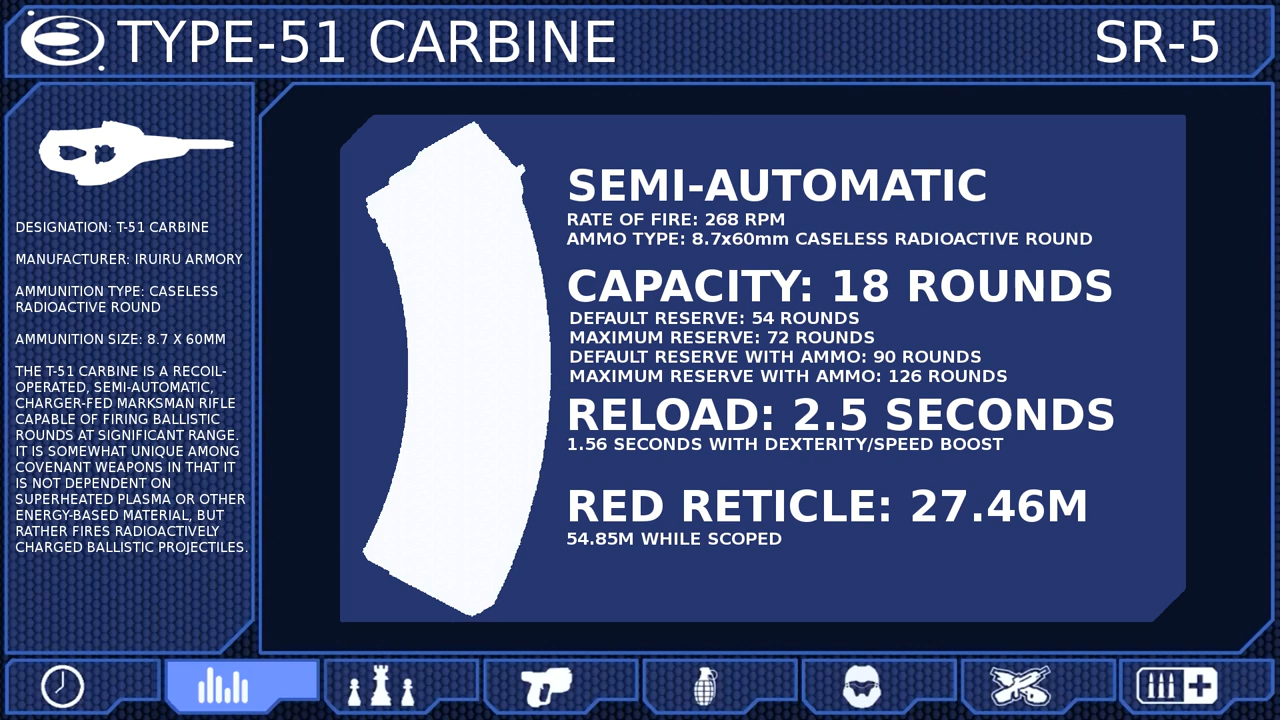 TYPE-51 CARBINE
SR-5
DESIGNATION: T-51 CARBINE
MANUFACTURER: IRUIRU ARMORY
AMMUNITION TYPE: CASELESS
RADIOACTIVE ROUND
AMMUNITION SIZE: 8.7 X 60MM
THE T-51 CARBINE IS A RECOIL-
OPERATED, SEMI-AUTOMATIC,
CHARGER-FED MARKSMAN RIFLE
CAPABLE OF FIRING BALLISTIC
ROUNDS AT SIGNIFICANT RANGE.
IT IS SOMEWHAT UNIQUE AMONG
COVENANT WEAPONS IN THAT IT
IS NOT DEPENDENT ON
SUPERHEATED PLASMA OR OTHER
ENERGY-BASED MATERIAL, BUT
RATHER FIRES RADIOACTIVELY
CHARGED BALLISTIC PROJECTILES.
SEMI-AUTOMATIC
RATE OF FIRE: 268 RPM
AMMO TYPE: 8.7x60mm CASELESS RADIOACTIVE ROUND
CAPACITY: 18 ROUNDS
DEFAULT RESERVE: 54 ROUNDS
MAXIMUM RESERVE: 72 ROUNDS
DEFAULT RESERVE WITH AMMO: 90 ROUNDS
MAXIMUM RESERVE WITH AMMO: 126 ROUNDS
RELOAD: 2.5 SECONDS
1.56 SECONDS WITH DEXTERITY/SPEED BOOST
RED RETICLE: 27.46M
54.85M WHILE SCOPED